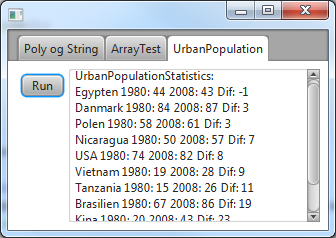 Poly og String ArrayTest UrbanPopulation
Run
UrbanPopulationStatistics:
Egypten 1980: 44 2008: 43 Dif: -1
Danmark 1980: 84 2008: 87 Dif: 3
Polen 1980: 58 2008: 61 Dif: 3
Nicaragua 1980: 50 2008: 57 Dif: 7
USA 1980: 74 2008: 82 Dif: 8
Vietnam 1980: 19 2008: 28 Dif: 9
Tanzania 1980: 15 2008: 26 Dif: 11
Brasilien 1980: 67 2008: 86 Dif: 19
Kina 1980: 20 2008: 43 Dif: 23